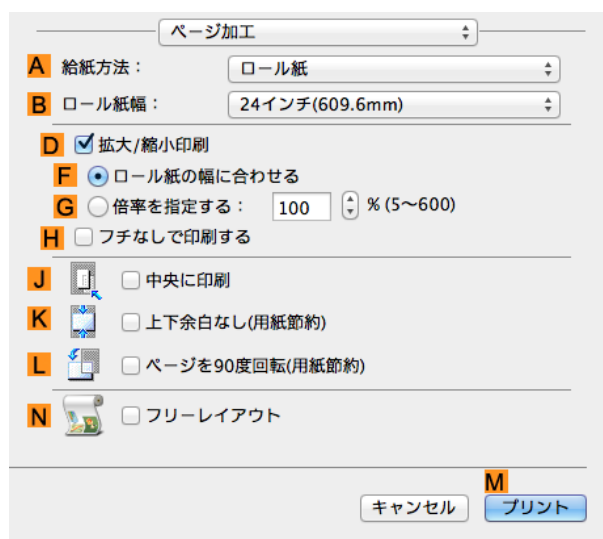 ページ加工
A 給紙方法： ロール紙
B ロール紙幅： 24インチ(609.6mm)
D 拡大/縮小印刷
F ロール紙の幅に合わせる
G 倍率を指定する： 100 % (5〜600)
H フチなしで印刷する
J 中央に印刷
K 上下余白なし(用紙節約)
L ページを90度回転(用紙節約)
N フリーレイアウト
M
キャンセル プリント